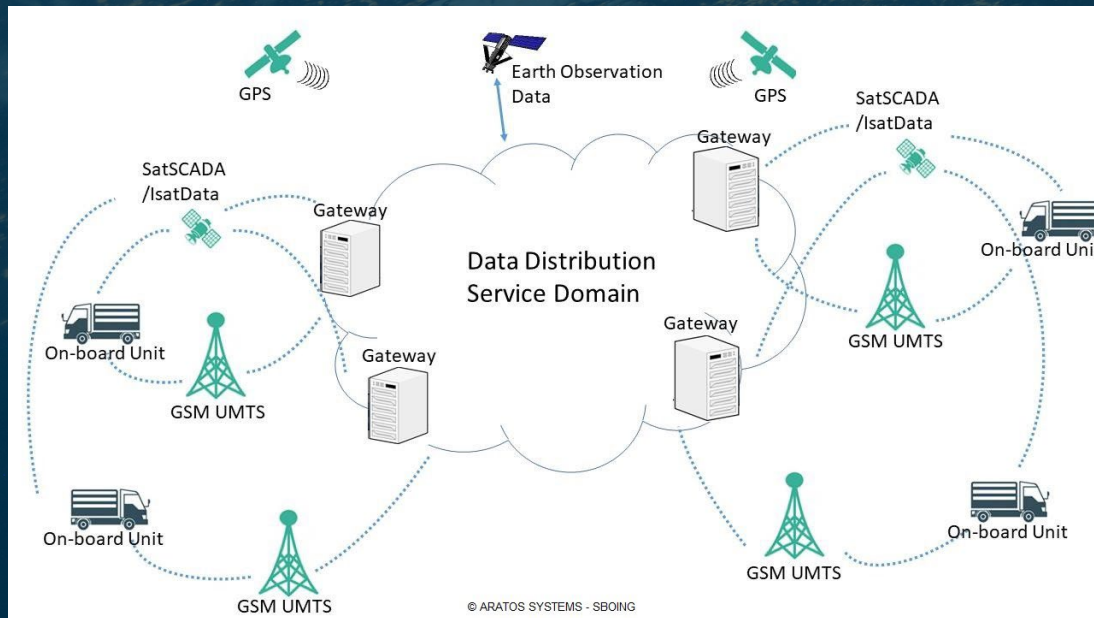 GPS
Earth Observation
Data
GPS
SatSCADA
/IsatData
Gateway
SatSCADA
/IsatData
Gateway
On-board Unit
Data Distribution
Service Domain
On-board Unit
GSM UMTS
Gateway
Gateway
GSM UMTS
On-board Unit
On-board Unit
GSM UMTS
GSM UMTS
© ARATOS SYSTEMS - SBOING